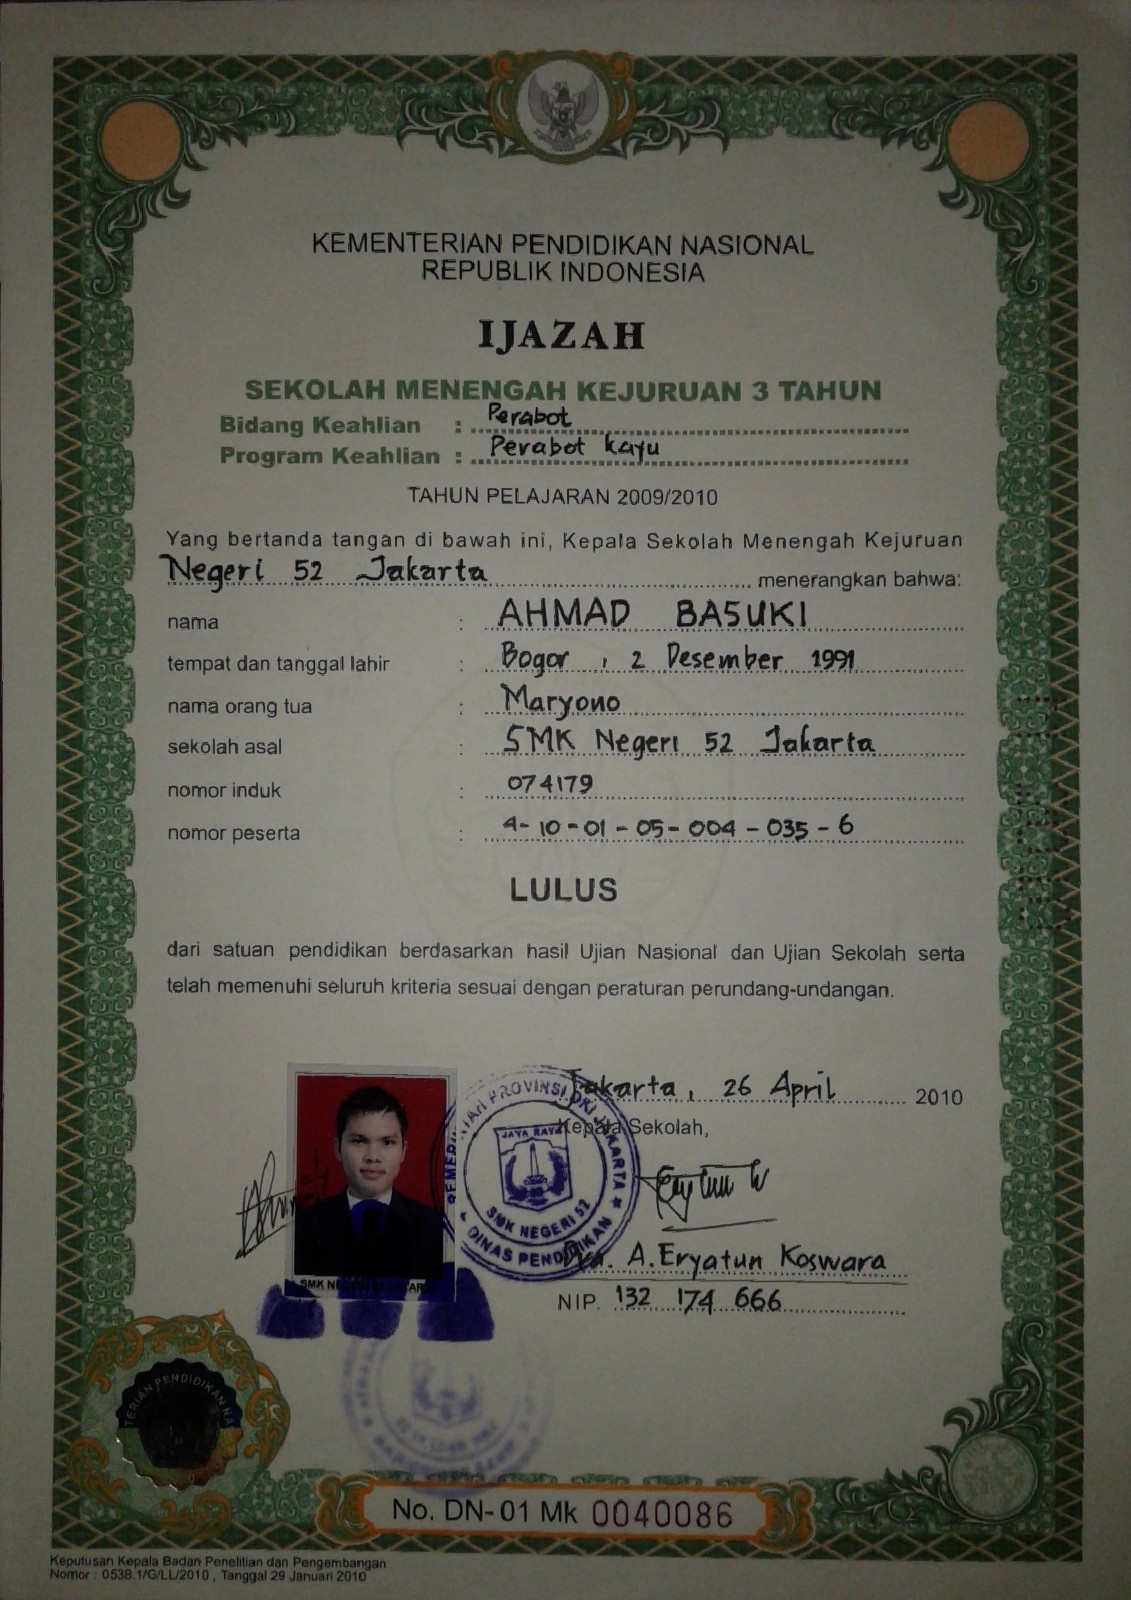 KEMENTERIAN PENDIDIKAN NASIONAL
REPUBLIK INDONESIA
IJAZAH
SEKOLAH MENENGAH KEJURUAN 3 TAHUN
Bidang Keahlian : Perabot
Program Keahlian : Perabot kayu
TAHUN PELAJARAN 2009/2010
Yang bertanda tangan di bawah ini, Kepala Sekolah Menengah Kejuruan
Negeri 52 Jakarta menerangkan bahwa:
nama : AHMAD BASUKI
tempat dan tanggal lahir : Bogor, 2 Desember 1991
nama orang tua : Maryono
sekolah asal : SMK Negeri 52 Jakarta
nomor induk : 074179
nomor peserta : 4-10-01-05-004-035-6
LULUS
dari satuan pendidikan berdasarkan hasil Ujian Nasional dan Ujian Sekolah serta
telah memenuhi seluruh kriteria sesuai dengan peraturan perundang-undangan.
Jakarta, 26 April 2010
Kepala Sekolah,
PEMERINTAH PROVINSI DKI JAKARTA
JAYA RAYA
SMK NEGERI 52
DINAS PENDIDIKAN
Dra. A.Eryatun Koswara
NIP. 132 174 666
TERIAN PENDIDIKAN NA
No. DN-01 Mk 0040086
Keputusan Kepala Badan Penelitian dan Pengembangan
Nomor : 0538.1/G/LL/2010 , Tanggal 29 Januari 2010